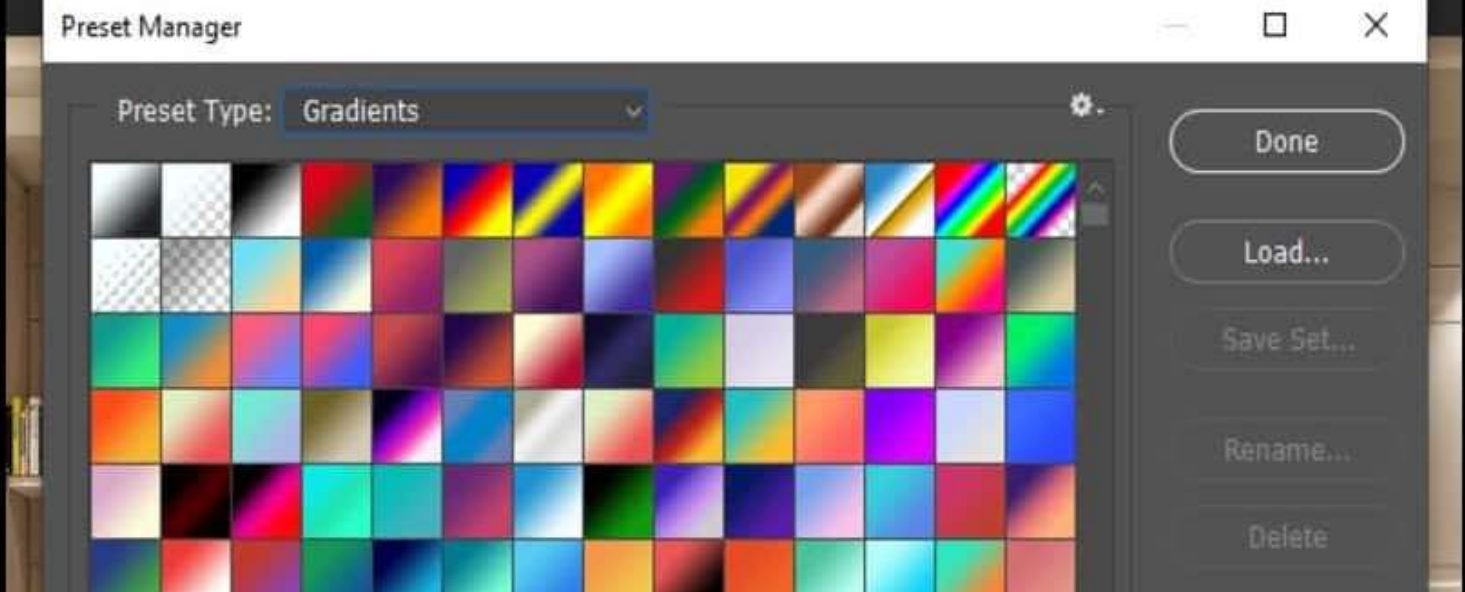 Preset Manager
Preset Type: Gradients
Done
Load...
Save Set...
Rename...
Delete